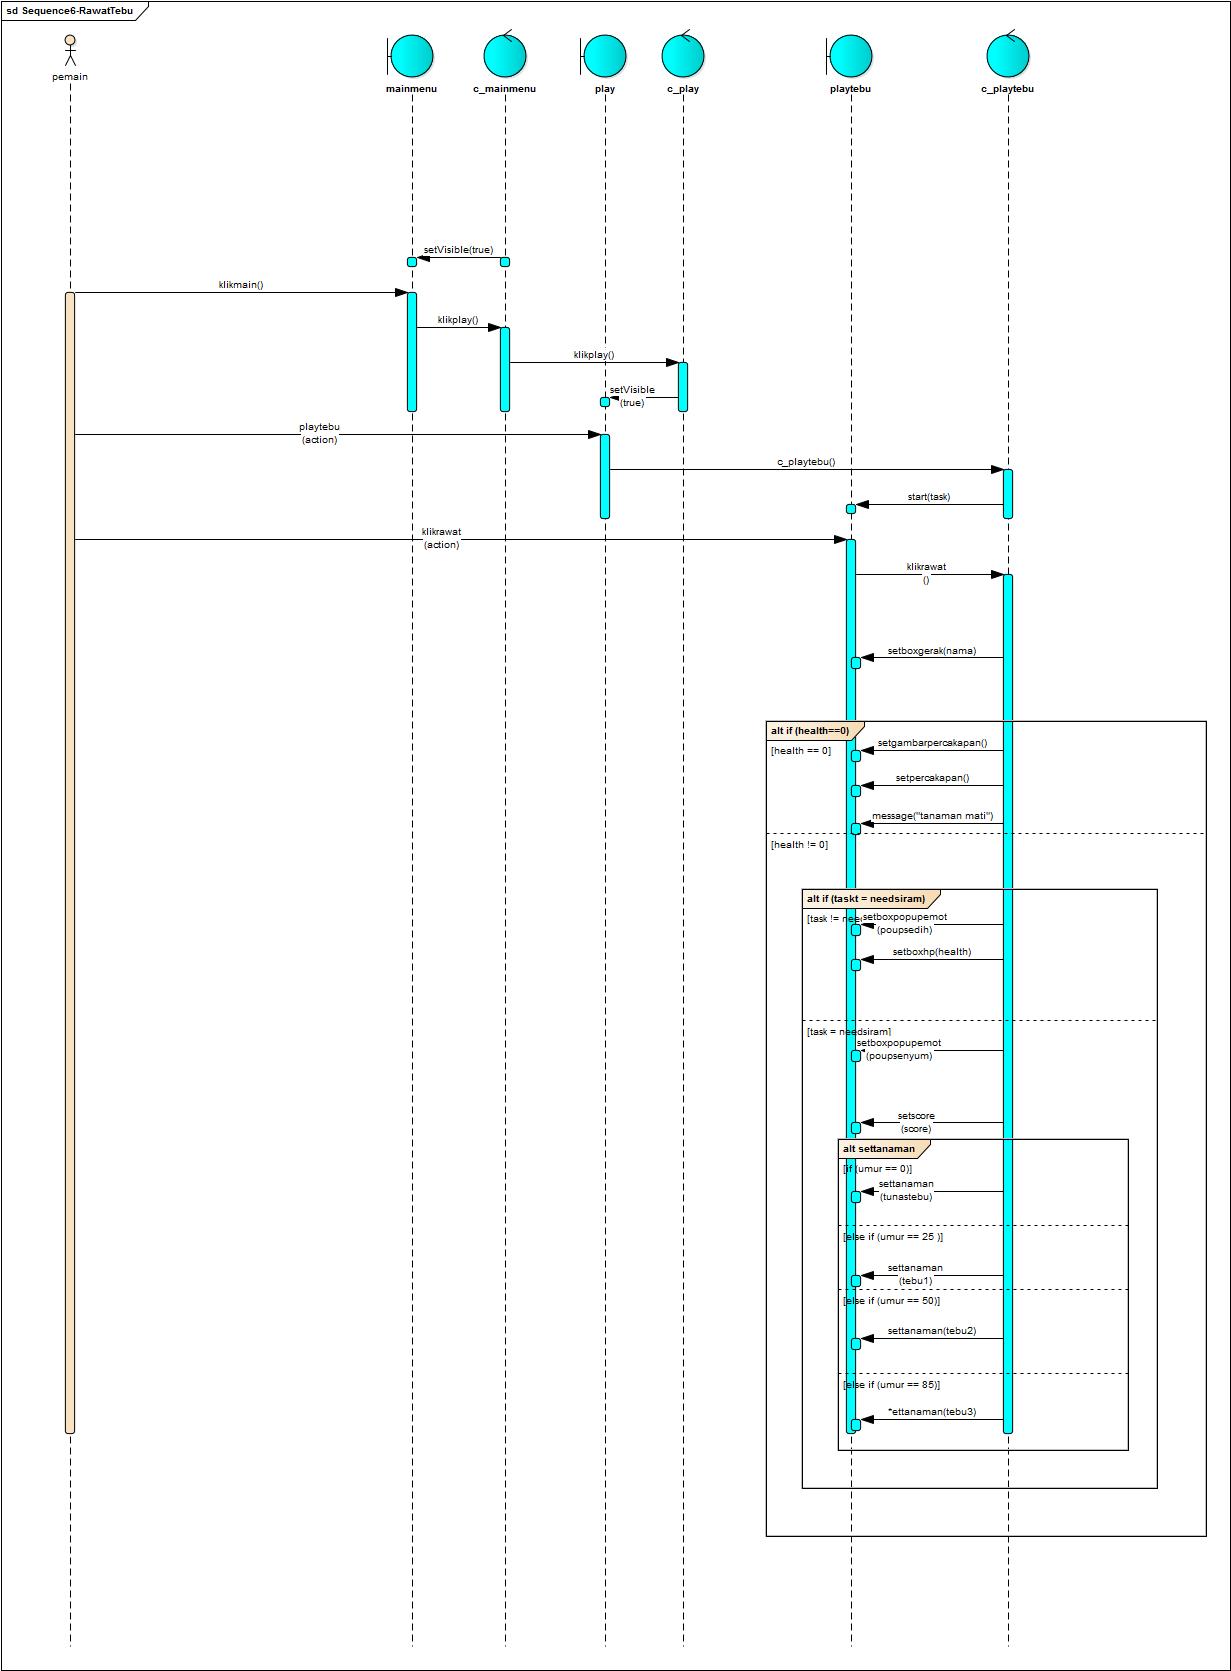 sd Sequence6-RawatTebu
pemain
mainmenu
c_mainmenu
play
c_play
playtebu
c_playtebu
setVisible(true)
klikmain()
klikplay()
klikplay()
setVisible
(true)
playtebu
(action)
c_playtebu()
start(task)
klikrawat
(action)
klikrawat
()
setboxgerak(nama)
alt if (health==0)
[health == 0]
setgambarpercakapan()
setpercakapan()
message("tanaman mati")
[health != 0]
alt if (taskt = needsiram)
[task != nee
setboxpopupemot
(poupsedih)
setboxhp(health)
[task = needsiram]
setboxpopupemot
(poupsenyum)
setscore
(score)
alt settanaman
[if (umur == 0)]
settanaman
(tunastebu)
[else if (umur == 25 )]
settanaman
(tebu1)
[else if (umur == 50)]
settanaman(tebu2)
[else if (umur == 85)]
*ettanaman(tebu3)